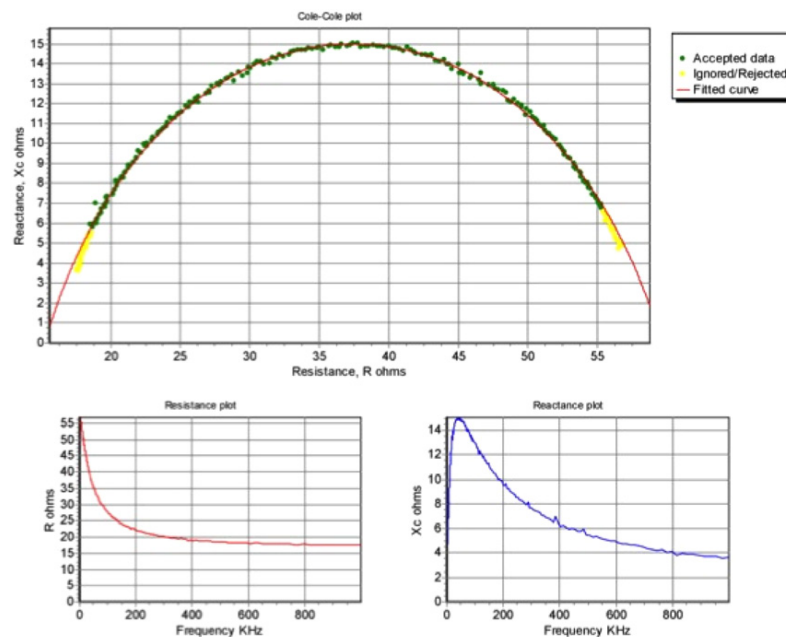 Cole-Cole plot
Reactance, Xc ohms
15
14
13
12
11
10
9
8
7
6
5
4
3
2
1
0
20 25 30 35 40 45 50 55
Resistance, R ohms
Accepted data
Ignored/Rejected
Fitted curve
Resistance plot
R ohms
55
50
45
40
35
30
25
20
15
10
5
0
0 200 400 600 800
Frequency KHz
Reactance plot
Xc ohms
14
12
10
8
6
4
2
0
0 200 400 600 800
Frequency KHz